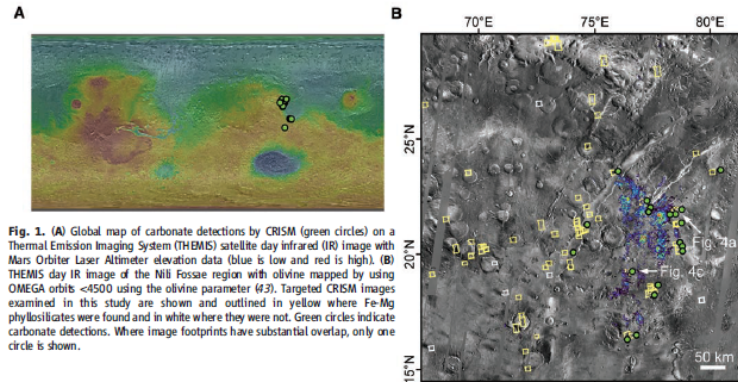 A
B
70°E
75°E
80°E
25°N
20°N
15°N
Fig. 4a
Fig. 4c
50 km
Fig. 1. (A) Global map of carbonate detections by CRISM (green circles) on a
Thermal Emission Imaging System (THEMIS) satellite day infrared (IR) image with
Mars Orbiter Laser Altimeter elevation data (blue is low and red is high). (B)
THEMIS day IR image of the Nili Fossae region with olivine mapped by using
OMEGA orbits <4500 using the olivine parameter (43). Targeted CRISM images
examined in this study are shown and outlined in yellow where Fe-Mg
phyllosilicates were found and in white where they were not. Green circles indicate
carbonate detections. Where image footprints have substantial overlap, only one
circle is shown.